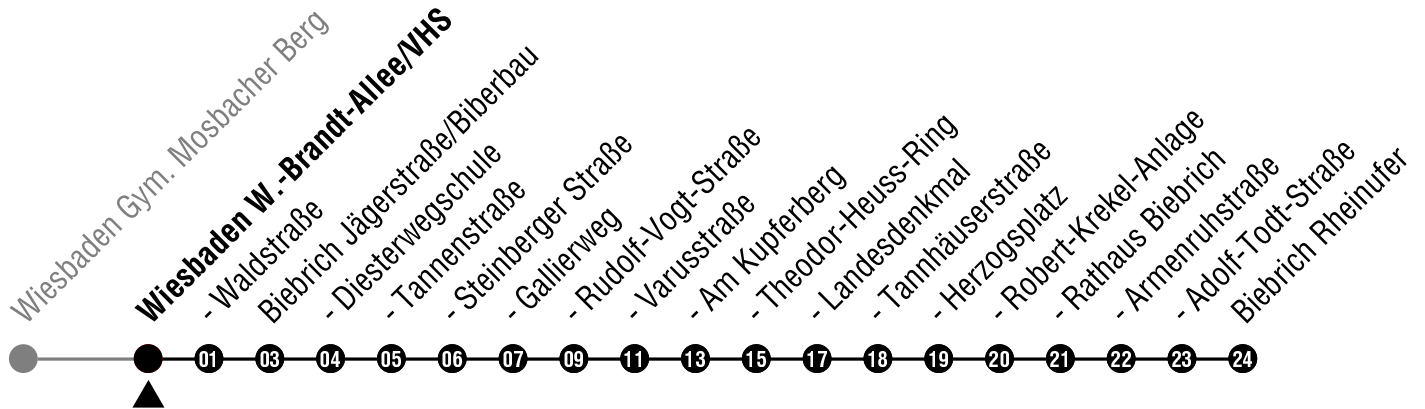 Wiesbaden Gym. Mosbacher Berg
Wiesbaden W.-Brandt-Allee/VHS
- Waldstraße
Biebrich Jägerstraße/Biberbau
- Diesterwegschule
- Tannenstraße
- Steinberger Straße
- Gallierweg
- Rudolf-Vogt-Straße
- Varusstraße
- Am Kupferberg
- Theodor-Heuss-Ring
- Landesdenkmal
- Tannhäuserstraße
- Herzogsplatz
- Robert-Krekel-Anlage
- Rathaus Biebrich
- Armenruhstraße
- Adolf-Todt-Straße
Biebrich Rheinufer
01 03 04 05 06 07 09 11 13 15 17 18 19 20 21 22 23 24